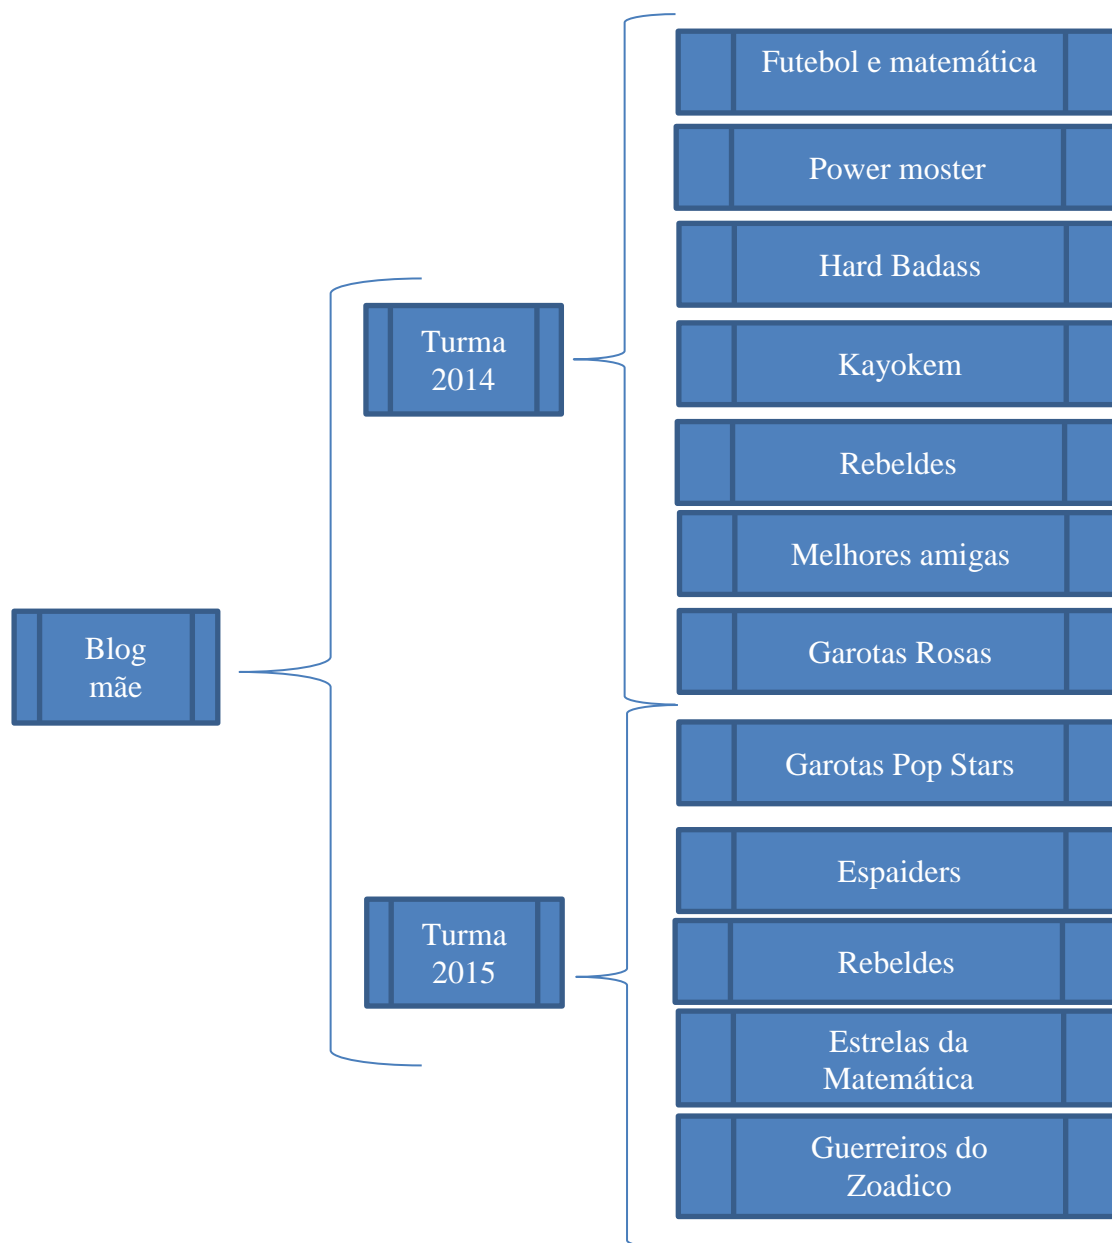 Blog
mãe
Turma
2014
Futebol e matemática
Power moster
Hard Badass
Kayokem
Rebeldes
Melhores amigas
Garotas Rosas
Turma
2015
Garotas Pop Stars
Espaiders
Rebeldes
Estrelas da
Matemática
Guerreiros do
Zoadico